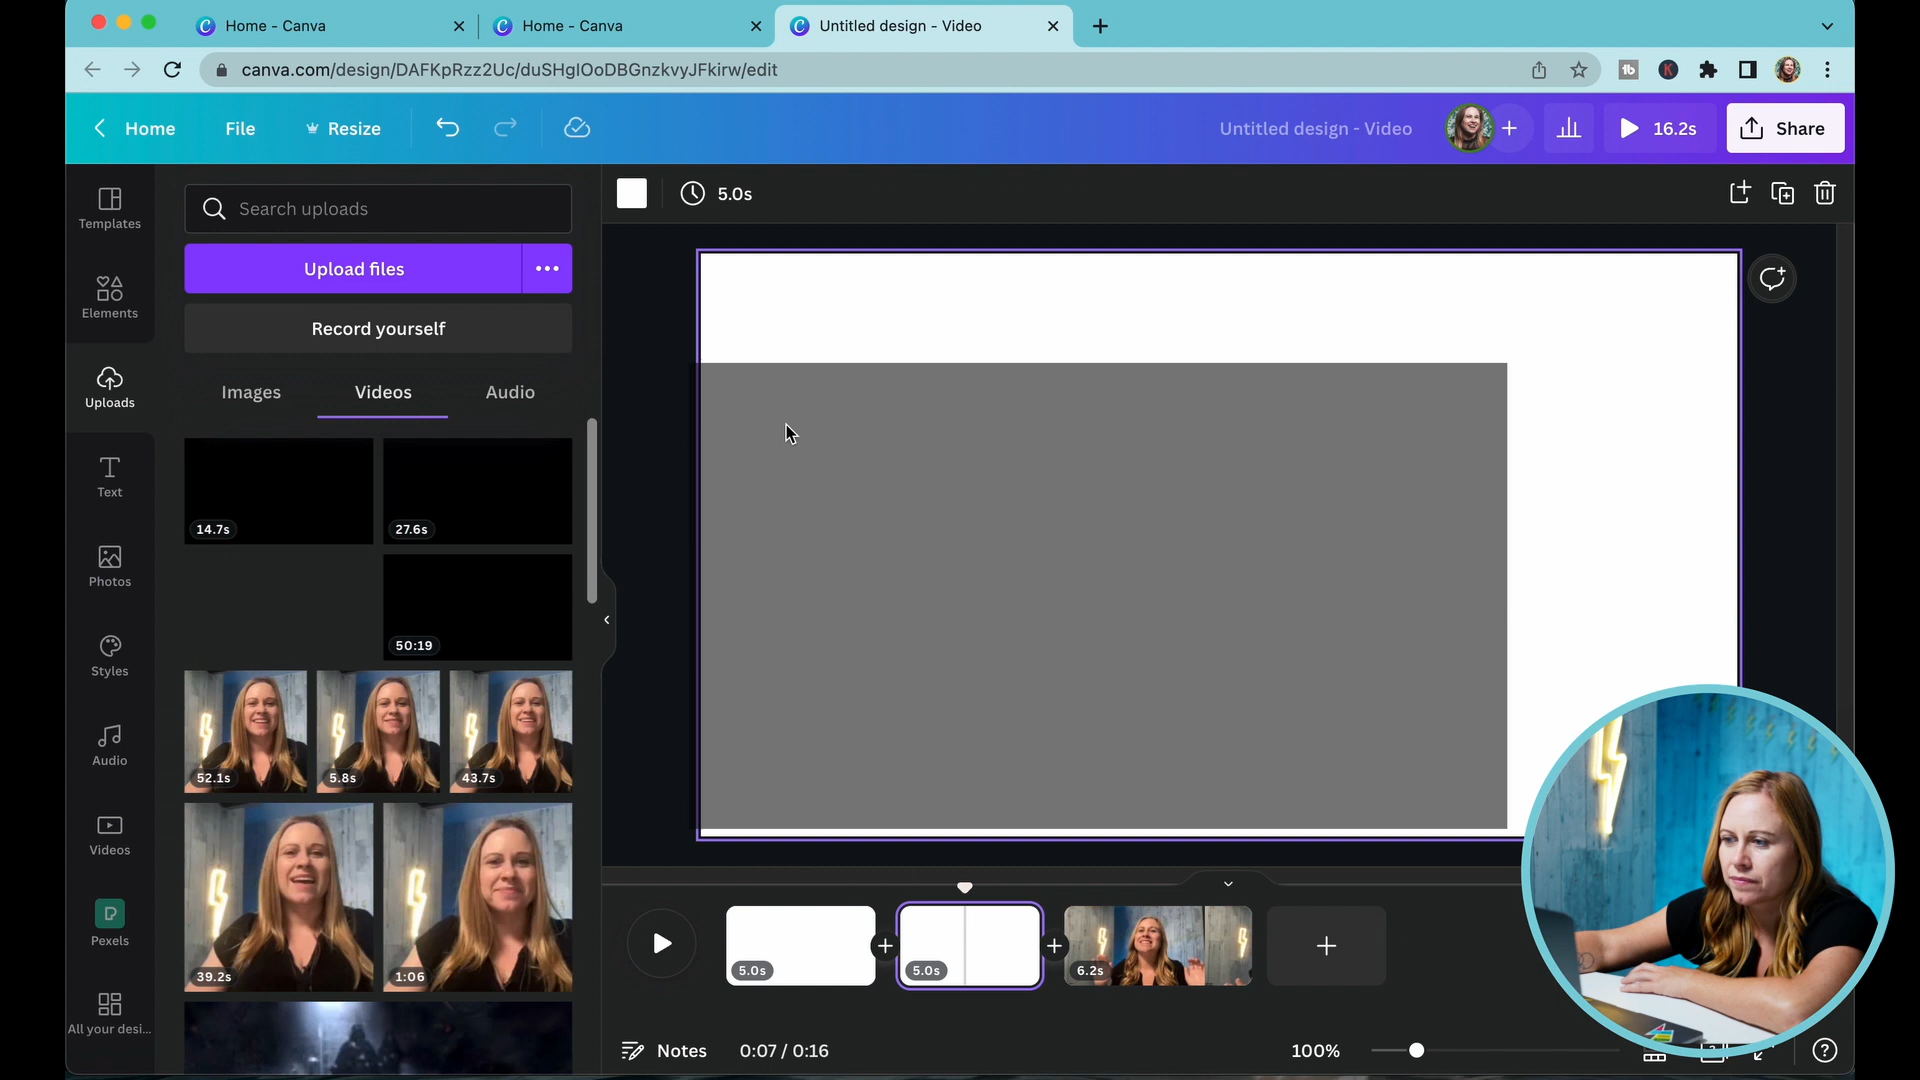 Home - Canva
Home - Canva
Untitled design - Video
canva.com/design/DAFKpRzz2Uc/duSHglOoDBGnzkvyJFkirw/edit
Home
File
Resize
Untitled design - Video
16.2s
Share
Templates
Elements
Uploads
Text
Photos
Styles
Audio
Videos
Pexels
All your desi...
Search uploads
Upload files
Record yourself
Images
Videos
Audio
14.7s
27.6s
50:19
52.1s
5.8s
43.7s
39.2s
1:06
5.0s
5.0s
5.0s
6.2s
Notes
0:07 / 0:16
100%